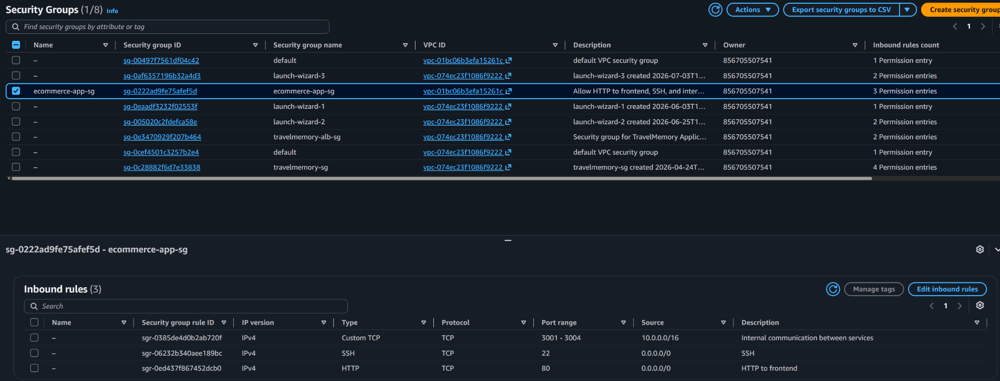 Security Groups (1/8) Info
Actions Export security groups to CSV Create security group
Find security groups by attribute or tag
1
Name Security group ID Security group name VPC ID Description Owner Inbound rules count
– sg-00497f7561df04c42 default vpc-01bc06b3efa15261c default VPC security group 856705507541 1 Permission entry
– sg-0af6357196b32a4d3 launch-wizard-3 vpc-074ec23f1086f9222 launch-wizard-3 created 2026-07-03T1... 856705507541 2 Permission entries
ecommerce-app-sg sg-0222ad9fe75afef5d ecommerce-app-sg vpc-01bc06b3efa15261c Allow HTTP to frontend, SSH, and inter... 856705507541 3 Permission entries
– sg-0eaadf3232f02553f launch-wizard-1 vpc-074ec23f1086f9222 launch-wizard-1 created 2026-06-03T1... 856705507541 1 Permission entry
– sg-005020c2fdefca58e launch-wizard-2 vpc-074ec23f1086f9222 launch-wizard-2 created 2026-06-25T1... 856705507541 2 Permission entries
– sg-0e3470929f207b464 travelmemory-alb-sg vpc-074ec23f1086f9222 Security group for TravelMemory Applic... 856705507541 2 Permission entries
– sg-0cef4501c3257b2e4 default vpc-074ec23f1086f9222 default VPC security group 856705507541 1 Permission entry
– sg-0c28882f6d7e33838 travelmemory-sg vpc-074ec23f1086f9222 travelmemory-sg created 2026-04-24T... 856705507541 4 Permission entries
sg-0222ad9fe75afef5d - ecommerce-app-sg
Inbound rules (3)
Manage tags Edit inbound rules
Search
1
Name Security group rule ID IP version Type Protocol Port range Source Description
– sgr-0385de4d0b2ab720f IPv4 Custom TCP TCP 3001 - 3004 10.0.0.0/16 Internal communication between services
– sgr-06232b340aee189bc IPv4 SSH TCP 22 0.0.0.0/0 SSH
– sgr-0ed437f867452dcb0 IPv4 HTTP TCP 80 0.0.0.0/0 HTTP to frontend